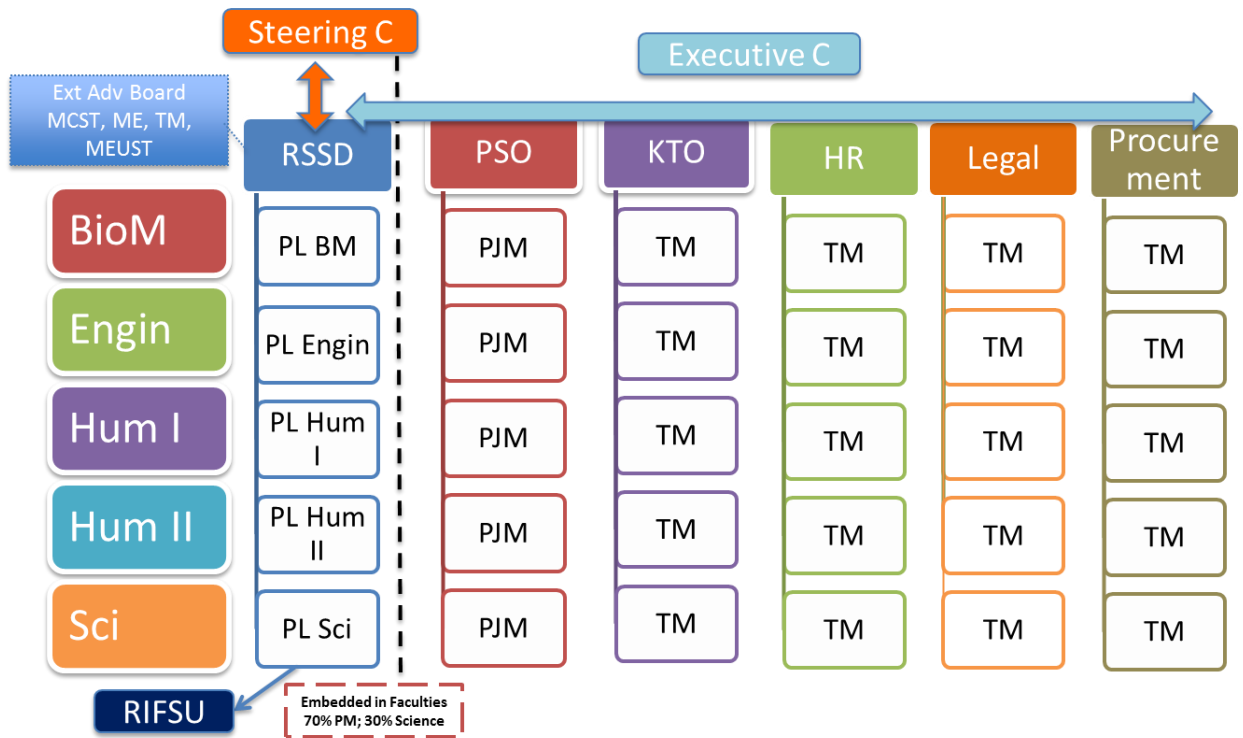 Steering C
Executive C
Ext Adv Board
MCST, ME, TM,
MEUST
RSSD
PSO
KTO
HR
Legal
Procure
ment
BioM
PL BM
PJM
TM
TM
TM
TM
Engin
PL Engin
PJM
TM
TM
TM
TM
Hum I
PL Hum
I
PJM
TM
TM
TM
TM
Hum II
PL Hum
II
PJM
TM
TM
TM
TM
Sci
PL Sci
PJM
TM
TM
TM
TM
RIFSU
Embedded in Faculties
70% PM; 30% Science